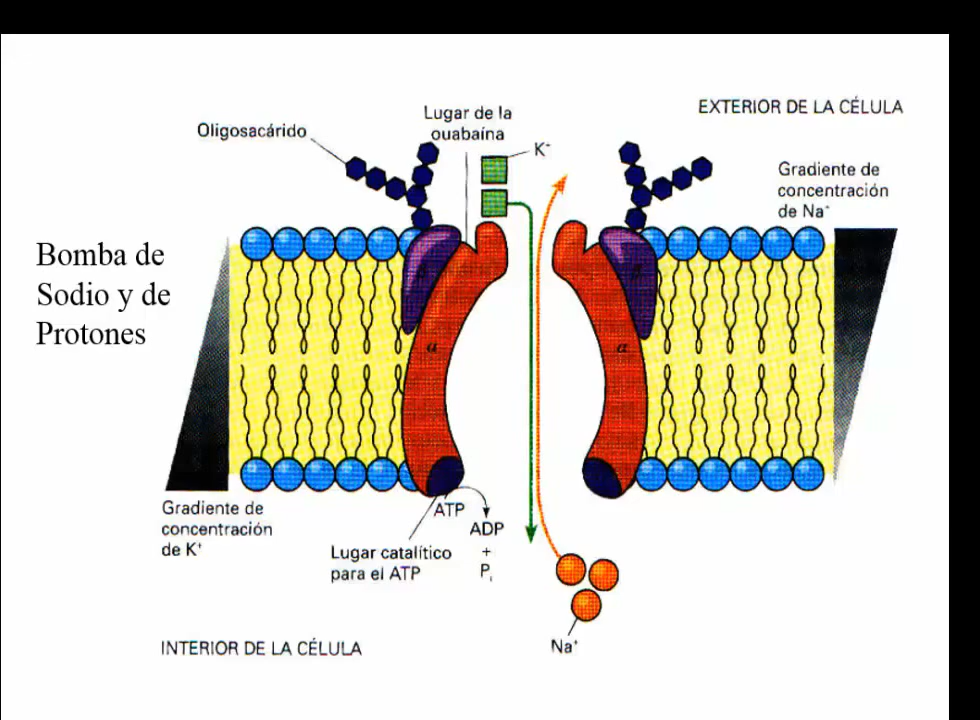 EXTERIOR DE LA CÉLULA
Lugar de la
ouabaína
Oligosacárido
K⁺
Gradiente de
concentración
de Na⁺
Bomba de
Sodio y de
Protones
β
β
α
α
Gradiente de
concentración
de K⁺
ATP
ADP
+
Pᵢ
Lugar catalítico
para el ATP
Na⁺
INTERIOR DE LA CÉLULA